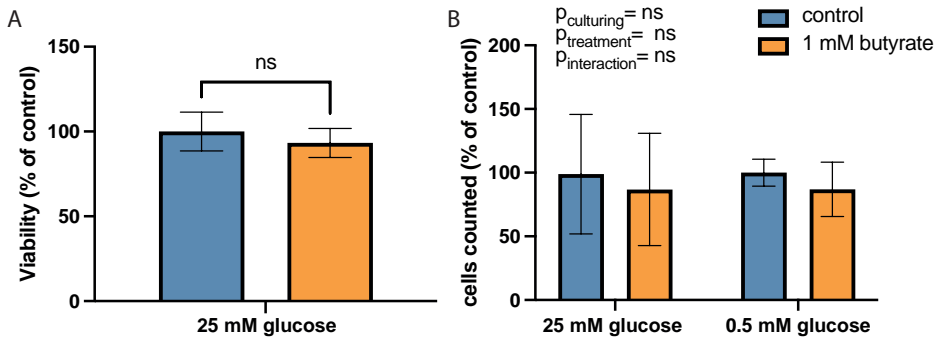 A
Viability (% of control)
150
100
50
0
ns
25 mM glucose
B
cells counted (% of control)
200
150
100
50
0
pculturing= ns
ptreatment= ns
pinteraction= ns
control
1 mM butyrate
25 mM glucose
0.5 mM glucose